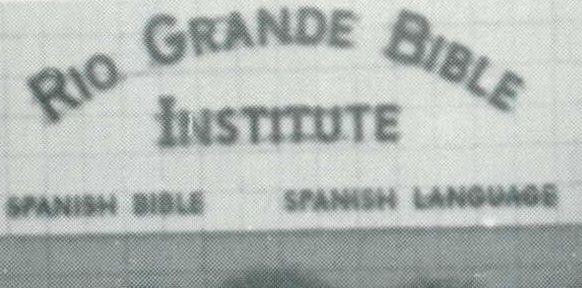 RIO GRANDE BIBLE
INSTITUTE
SPANISH BIBLE SPANISH LANGUAGE